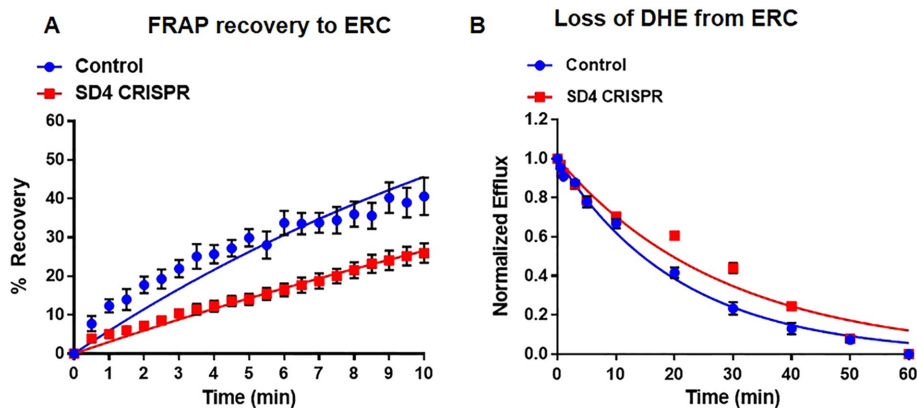 A FRAP recovery to ERC
Control
SD4 CRISPR
% Recovery
60
50
40
30
20
10
0
0 1 2 3 4 5 6 7 8 9 10
Time (min)
B Loss of DHE from ERC
Control
SD4 CRISPR
Normalized Efflux
1.2
1.0
0.8
0.6
0.4
0.2
0.0
0 10 20 30 40 50 60
Time (min)